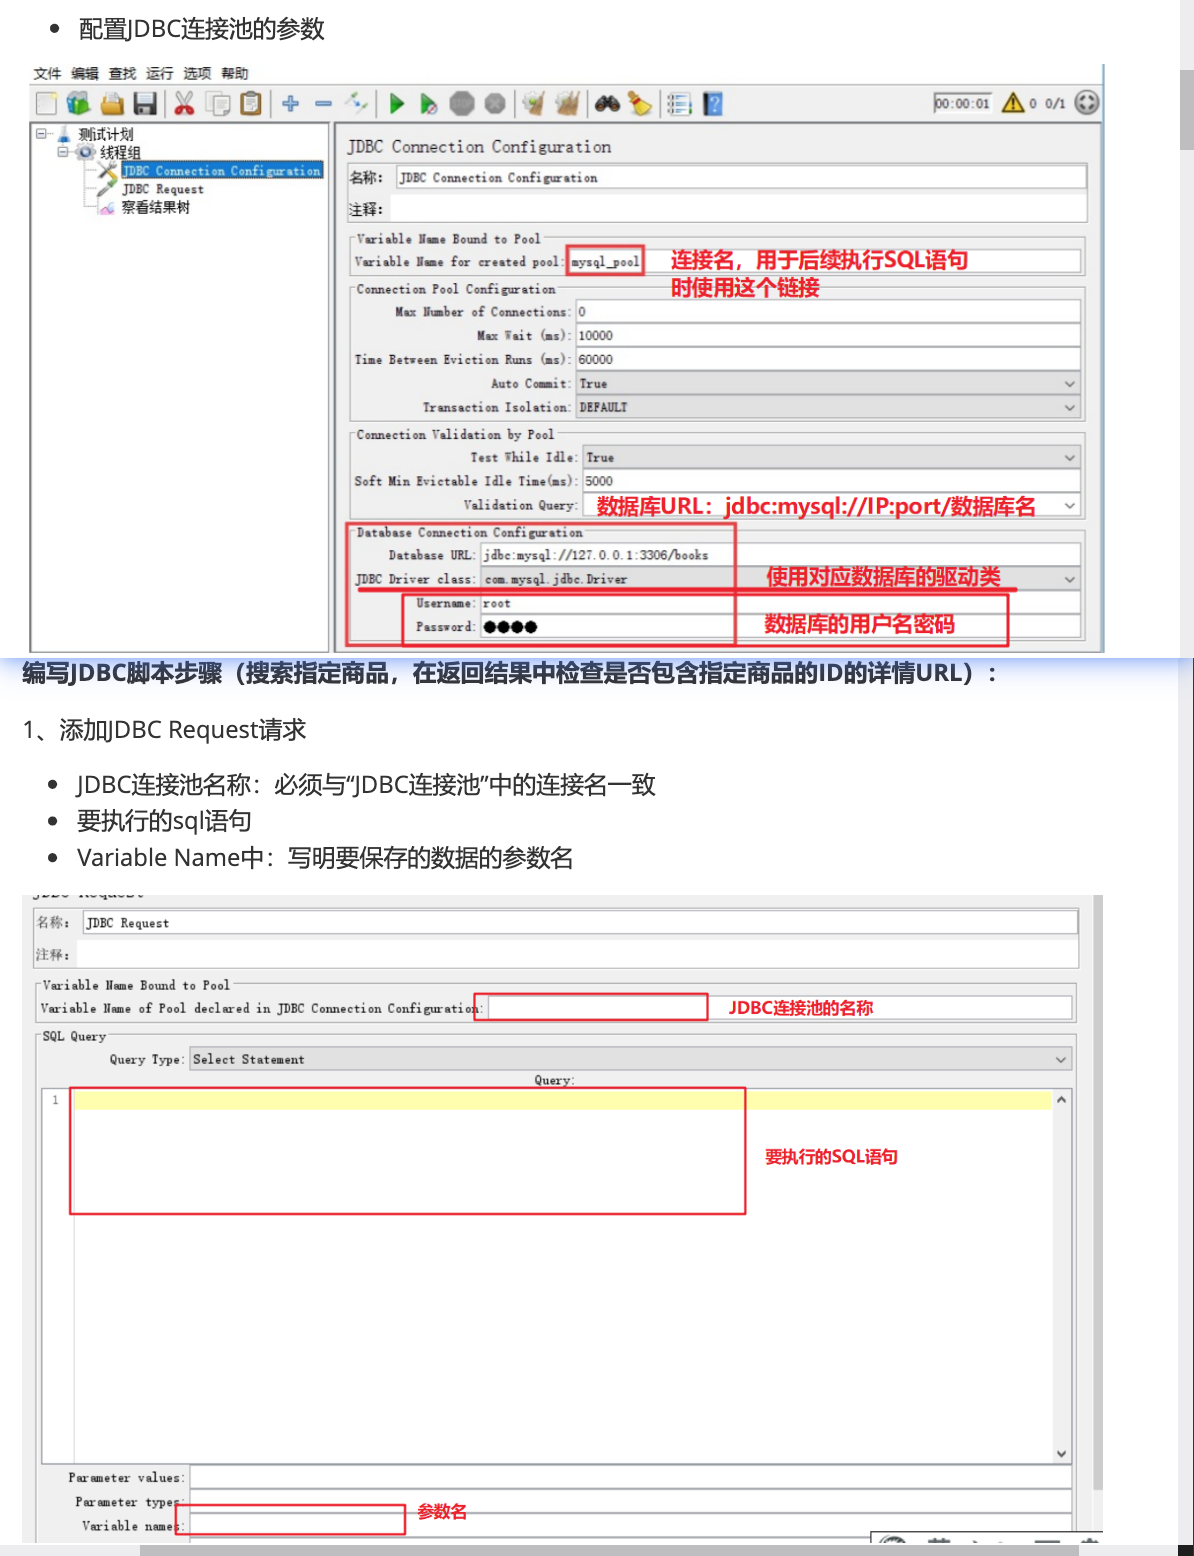 配置JDBC连接池的参数
文件 编辑 查找 运行 选项 帮助
00:00:01 0 0/1
测试计划
线程组
JDBC Connection Configuration
JDBC Request
察看结果树
JDBC Connection Configuration
名称: JDBC Connection Configuration
注释:
Variable Name Bound to Pool
Variable Name for created pool: mysql_pool 连接名，用于后续执行SQL语句
时使用这个链接
Connection Pool Configuration
Max Number of Connections: 0
Max Wait (ms): 10000
Time Between Eviction Runs (ms): 60000
Auto Commit: True
Transaction Isolation: DEFAULT
Connection Validation by Pool
Test While Idle: True
Soft Min Evictable Idle Time(ms): 5000
Validation Query: 数据库URL：jdbc:mysql://IP:port/数据库名
Database Connection Configuration
Database URL: jdbc:mysql://127.0.0.1:3306/books
JDBC Driver class: com.mysql.jdbc.Driver 使用对应数据库的驱动类
Username: root
Password: ●●●● 数据库的用户名密码
编写JDBC脚本步骤（搜索指定商品，在返回结果中检查是否包含指定商品的ID的详情URL）：
1、添加JDBC Request请求
JDBC连接池名称：必须与“JDBC连接池”中的连接名一致
要执行的sql语句
Variable Name中：写明要保存的数据的参数名
JDBC Request
名称: JDBC Request
注释:
Variable Name Bound to Pool
Variable Name of Pool declared in JDBC Connection Configuration: JDBC连接池的名称
SQL Query
Query Type: Select Statement
Query:
1
要执行的SQL语句
Parameter values:
Parameter types:
Variable names: 参数名